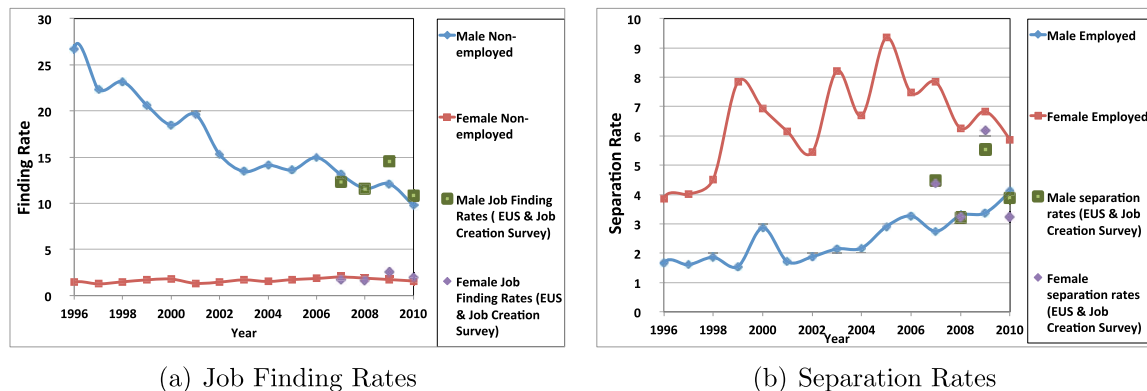 30
25
20
15
10
5
0
Finding Rate
1996 1998 2000 2002 2004 2006 2008 2010
Year
Male Non-
employed
Female Non-
employed
Male Job Finding
Rates ( EUS & Job
Creation Survey)
Female Job
Finding Rates (EUS
& Job Creation
Survey)
(a) Job Finding Rates
10
9
8
7
6
5
4
3
2
1
0
Separation Rate
1996 1998 2000 2002 2004 2006 2008 2010
Year
Male Employed
Female Employed
Male separation
rates (EUS & Job
Creation Survey)
Female
separation rates
(EUS & Job
Creation Survey)
(b) Separation Rates